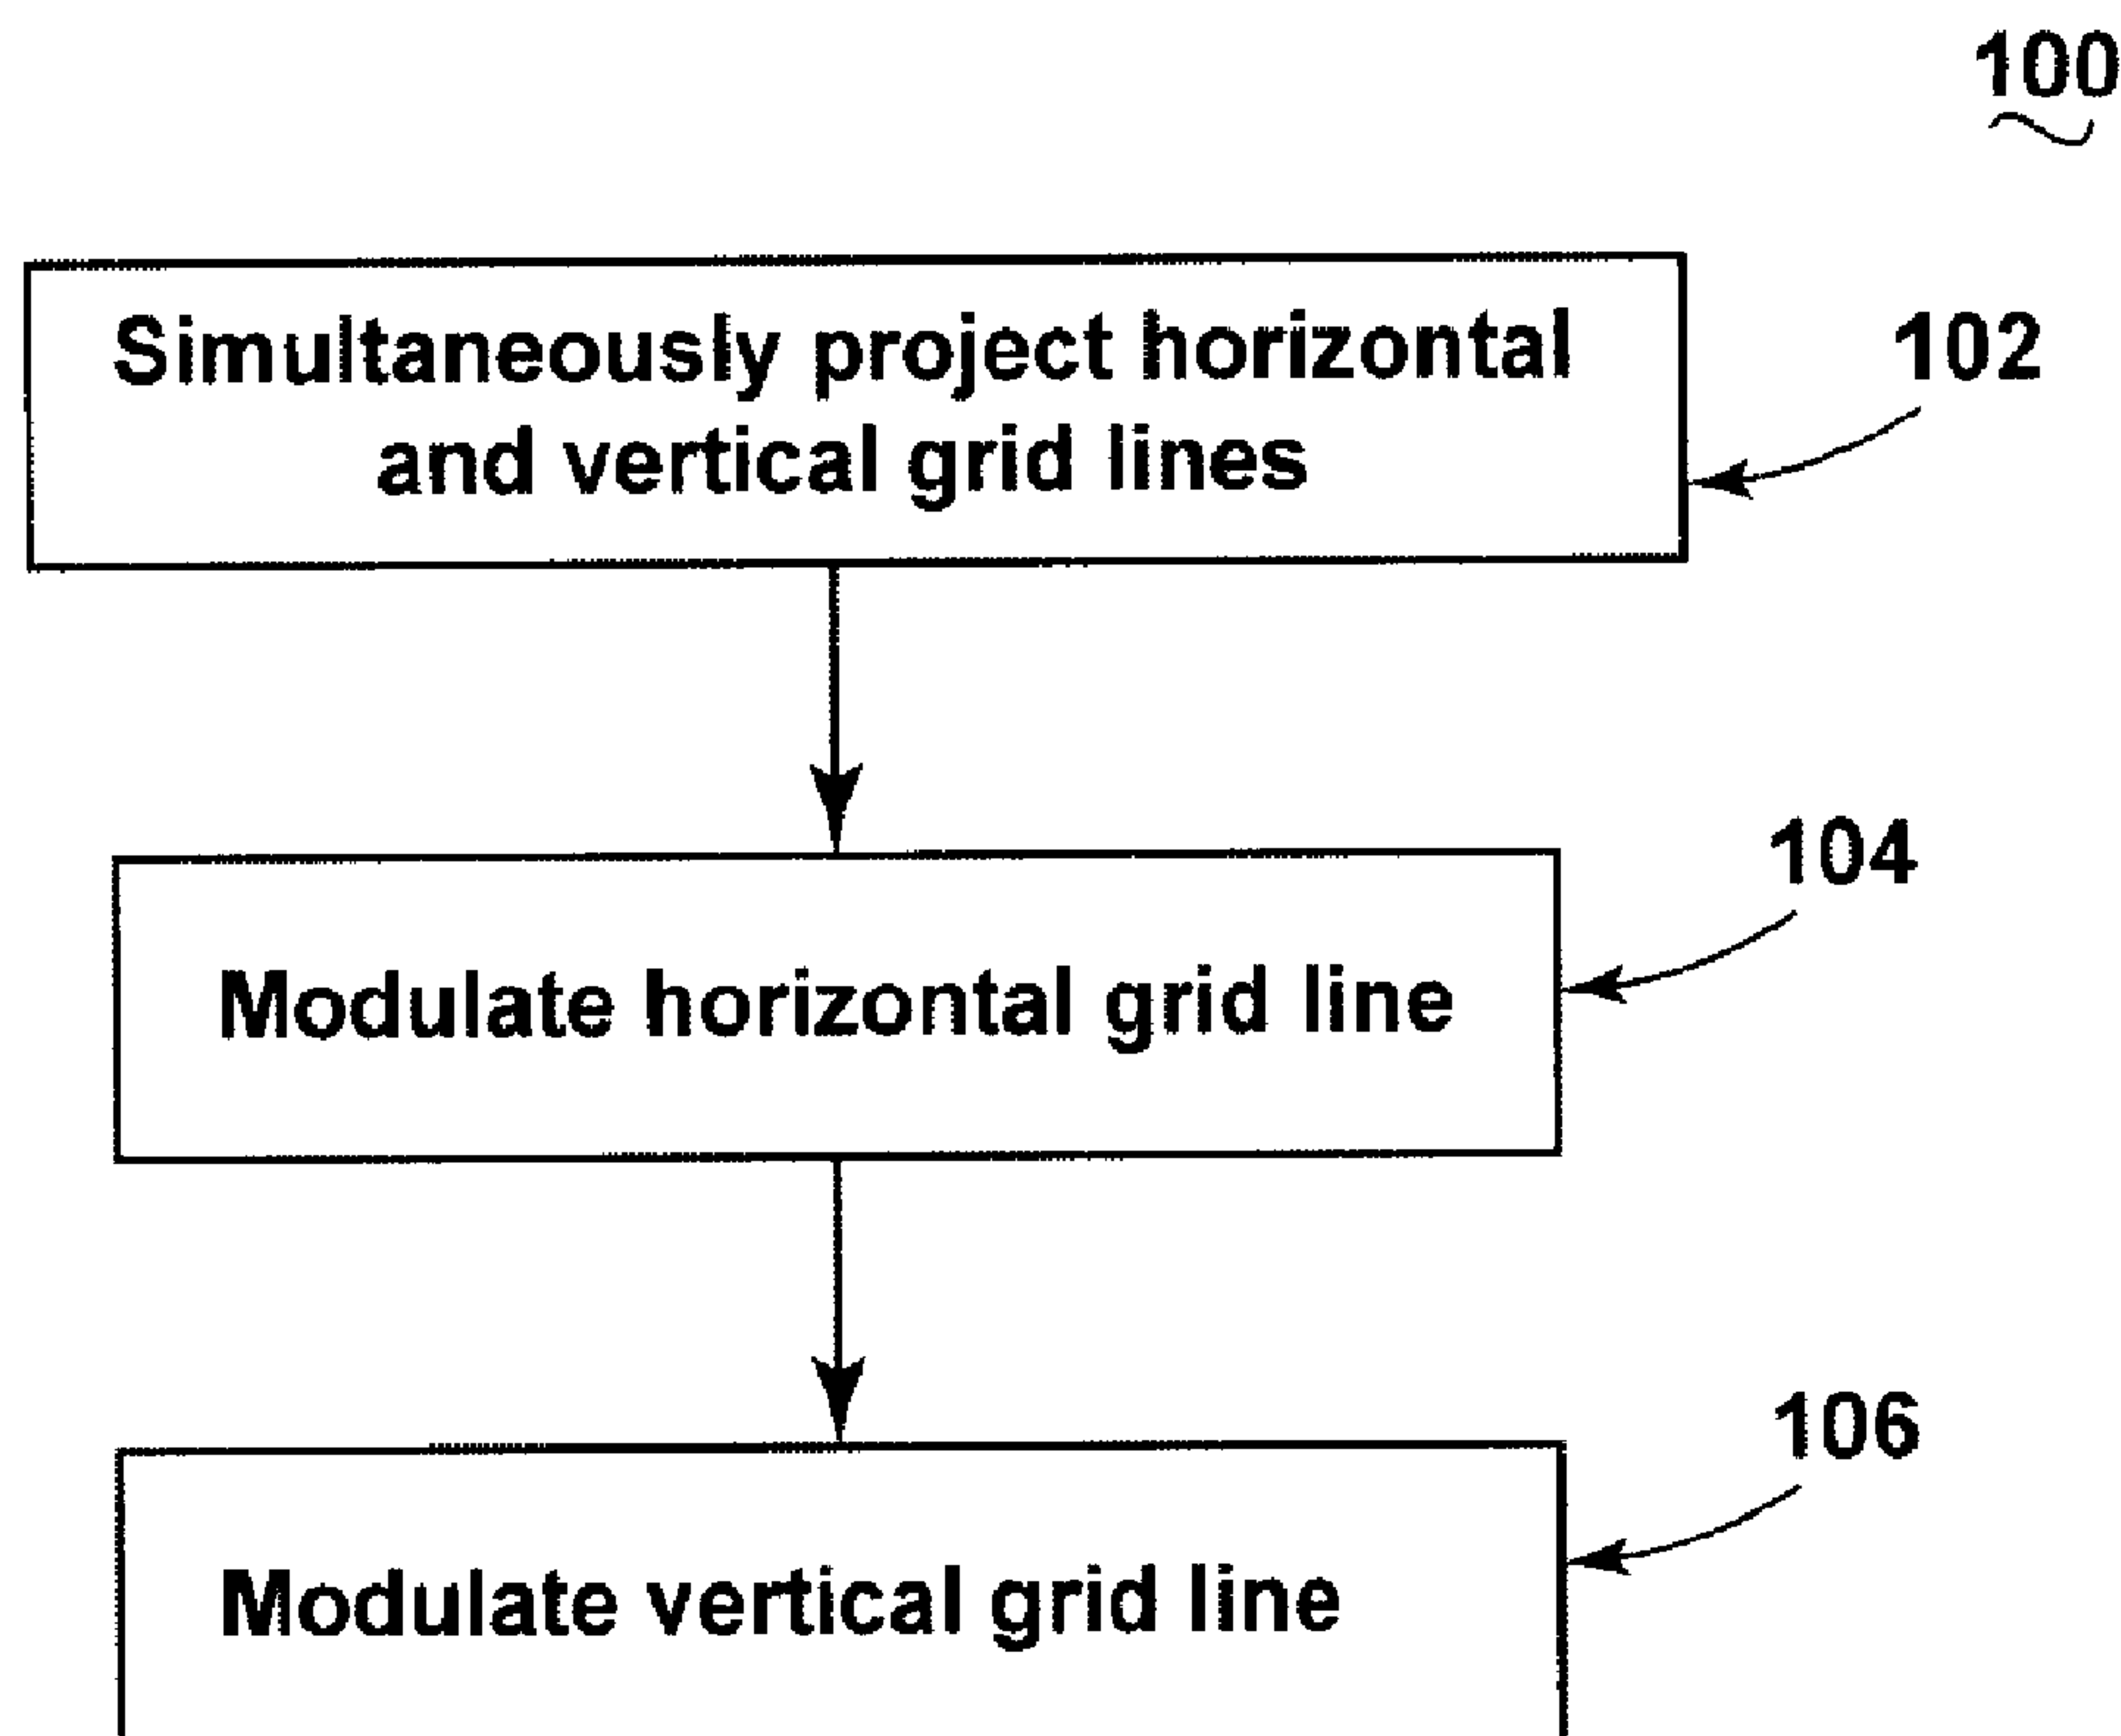 100
Simultaneously project horizontal
and vertical grid lines
102
Modulate horizontal grid line
104
Modulate vertical grid line
106